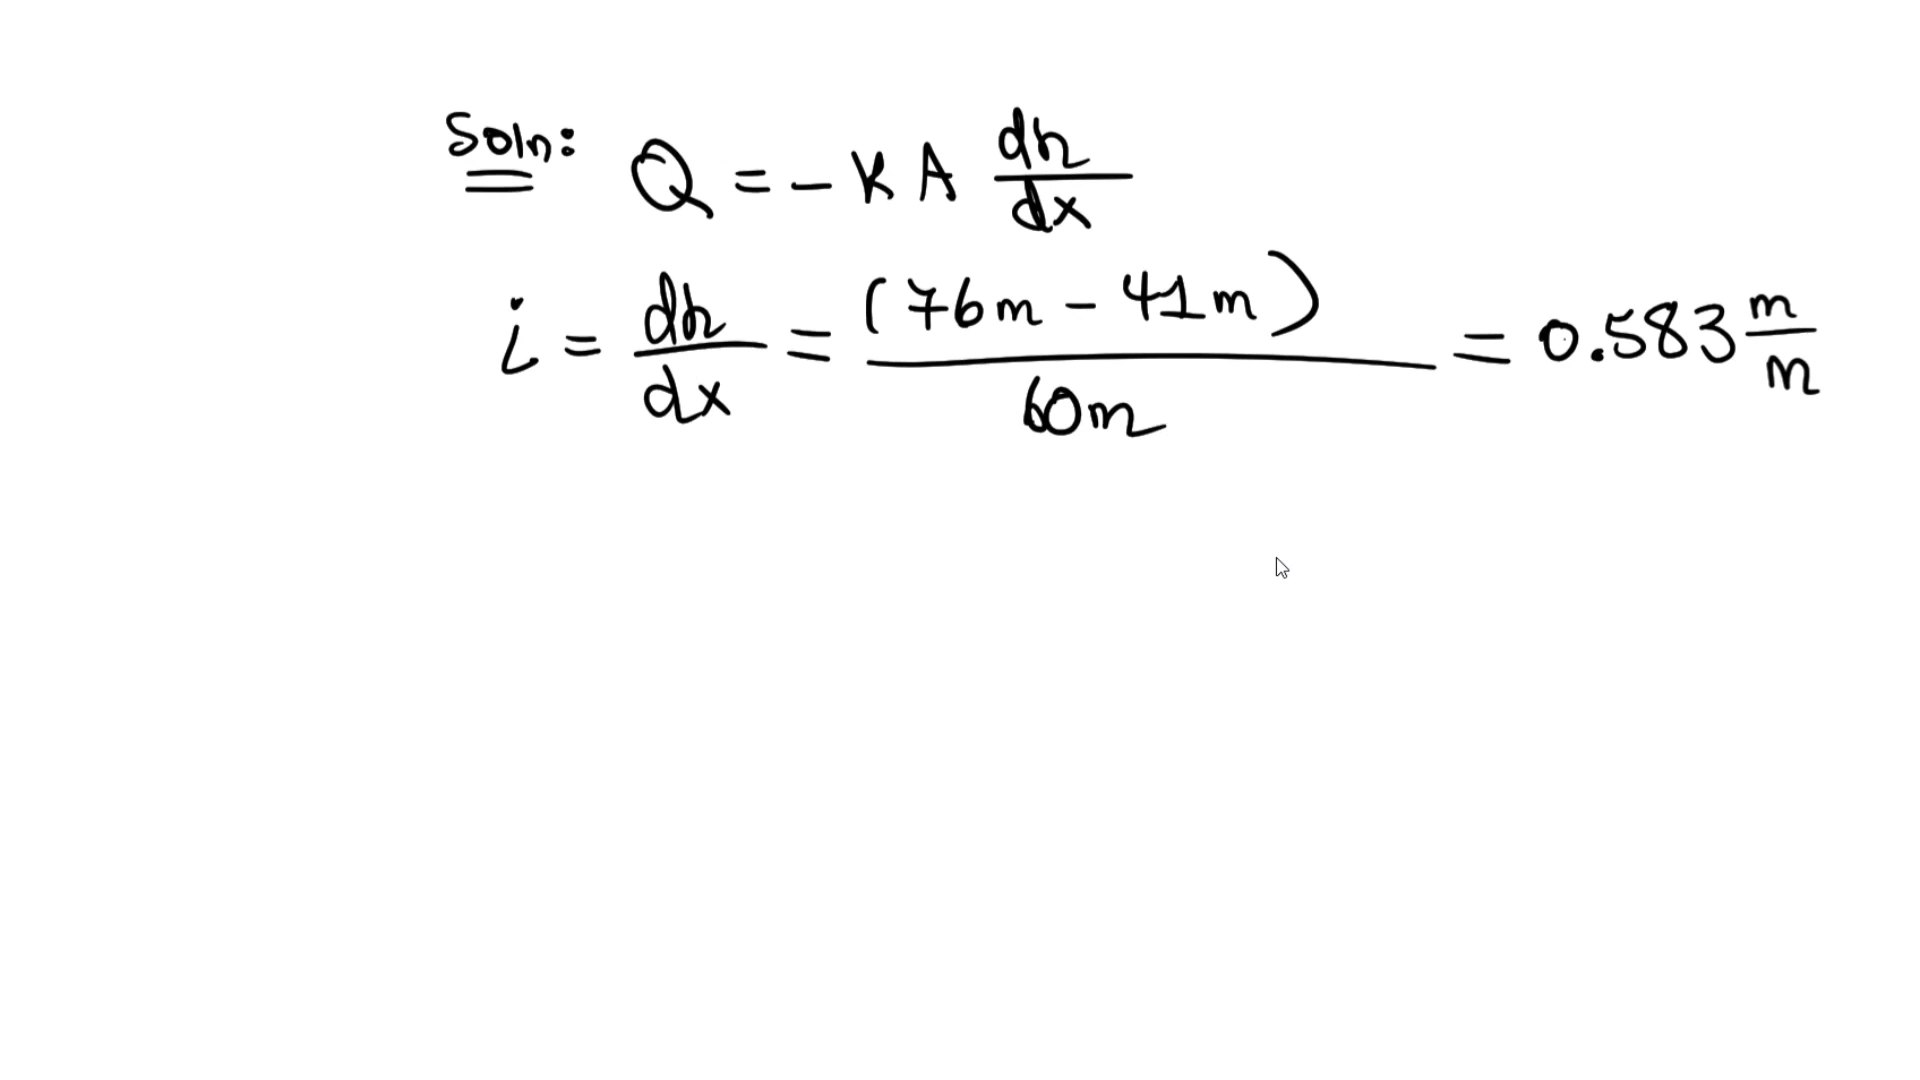 Soln: Q = - K A dh/dx
i = dh/dx = (76m - 41m)/60m = 0.583 m/m